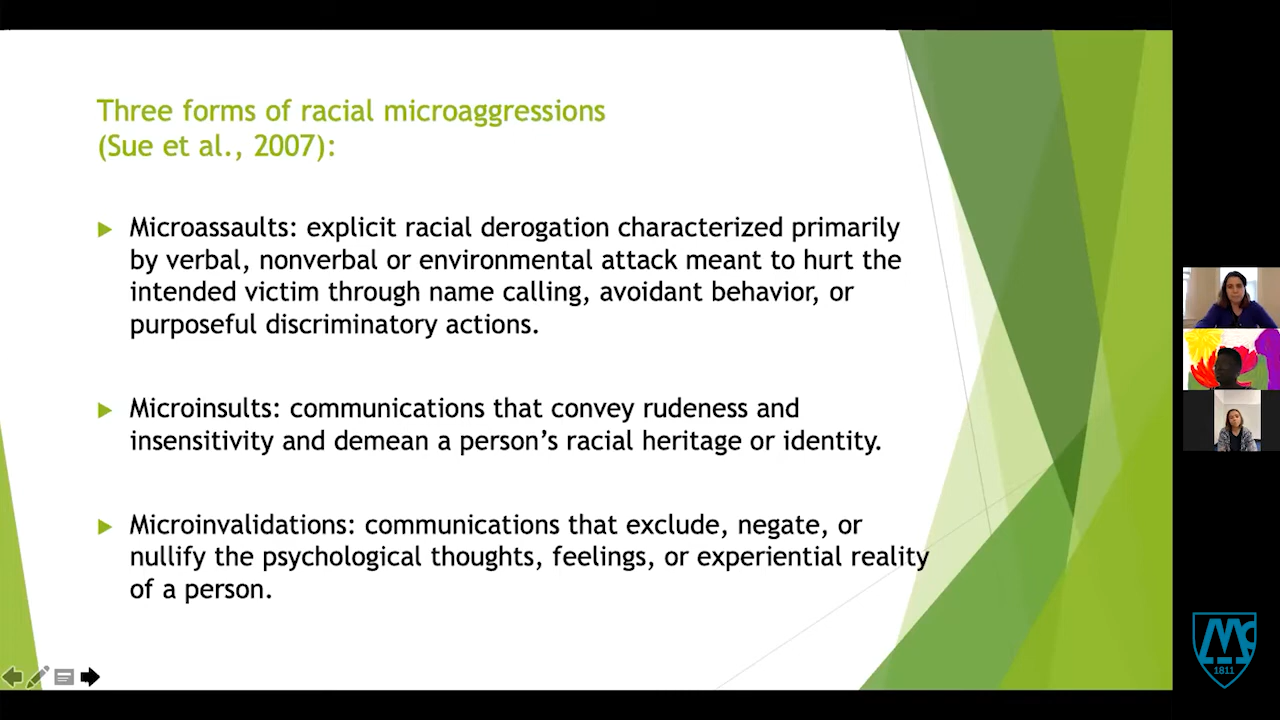 Three forms of racial microaggressions
(Sue et al., 2007):
Microassaults: explicit racial derogation characterized primarily
by verbal, nonverbal or environmental attack meant to hurt the
intended victim through name calling, avoidant behavior, or
purposeful discriminatory actions.
Microinsults: communications that convey rudeness and
insensitivity and demean a person’s racial heritage or identity.
Microinvalidations: communications that exclude, negate, or
nullify the psychological thoughts, feelings, or experiential reality
of a person.
1811